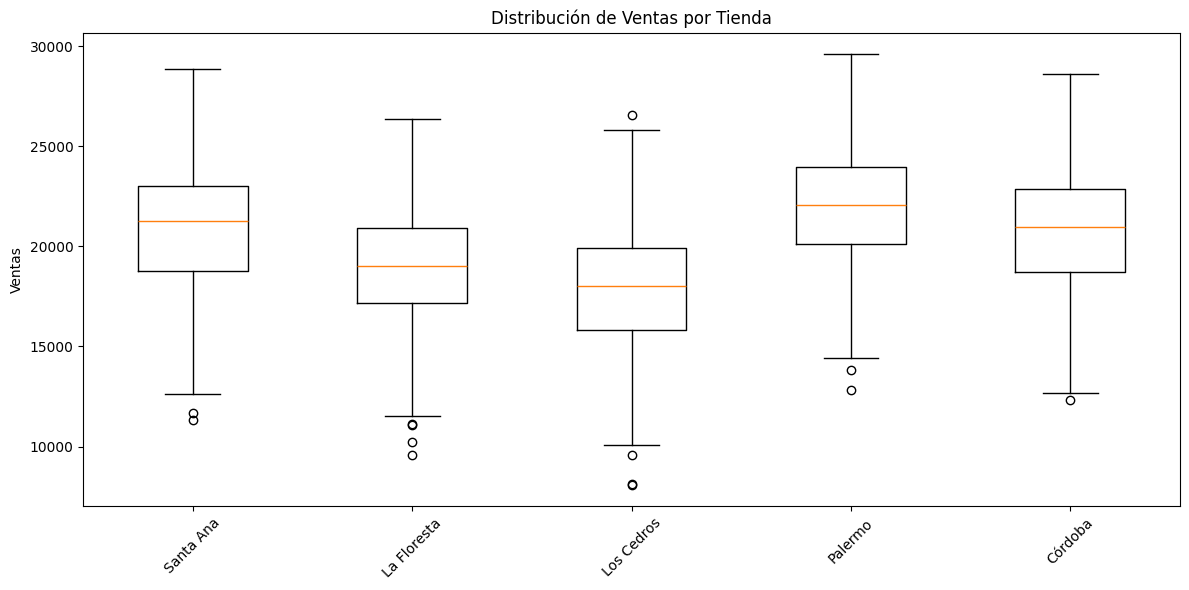 Distribución de Ventas por Tienda
Ventas
30000
25000
20000
15000
10000
Santa Ana
La Floresta
Los Cedros
Palermo
Córdoba